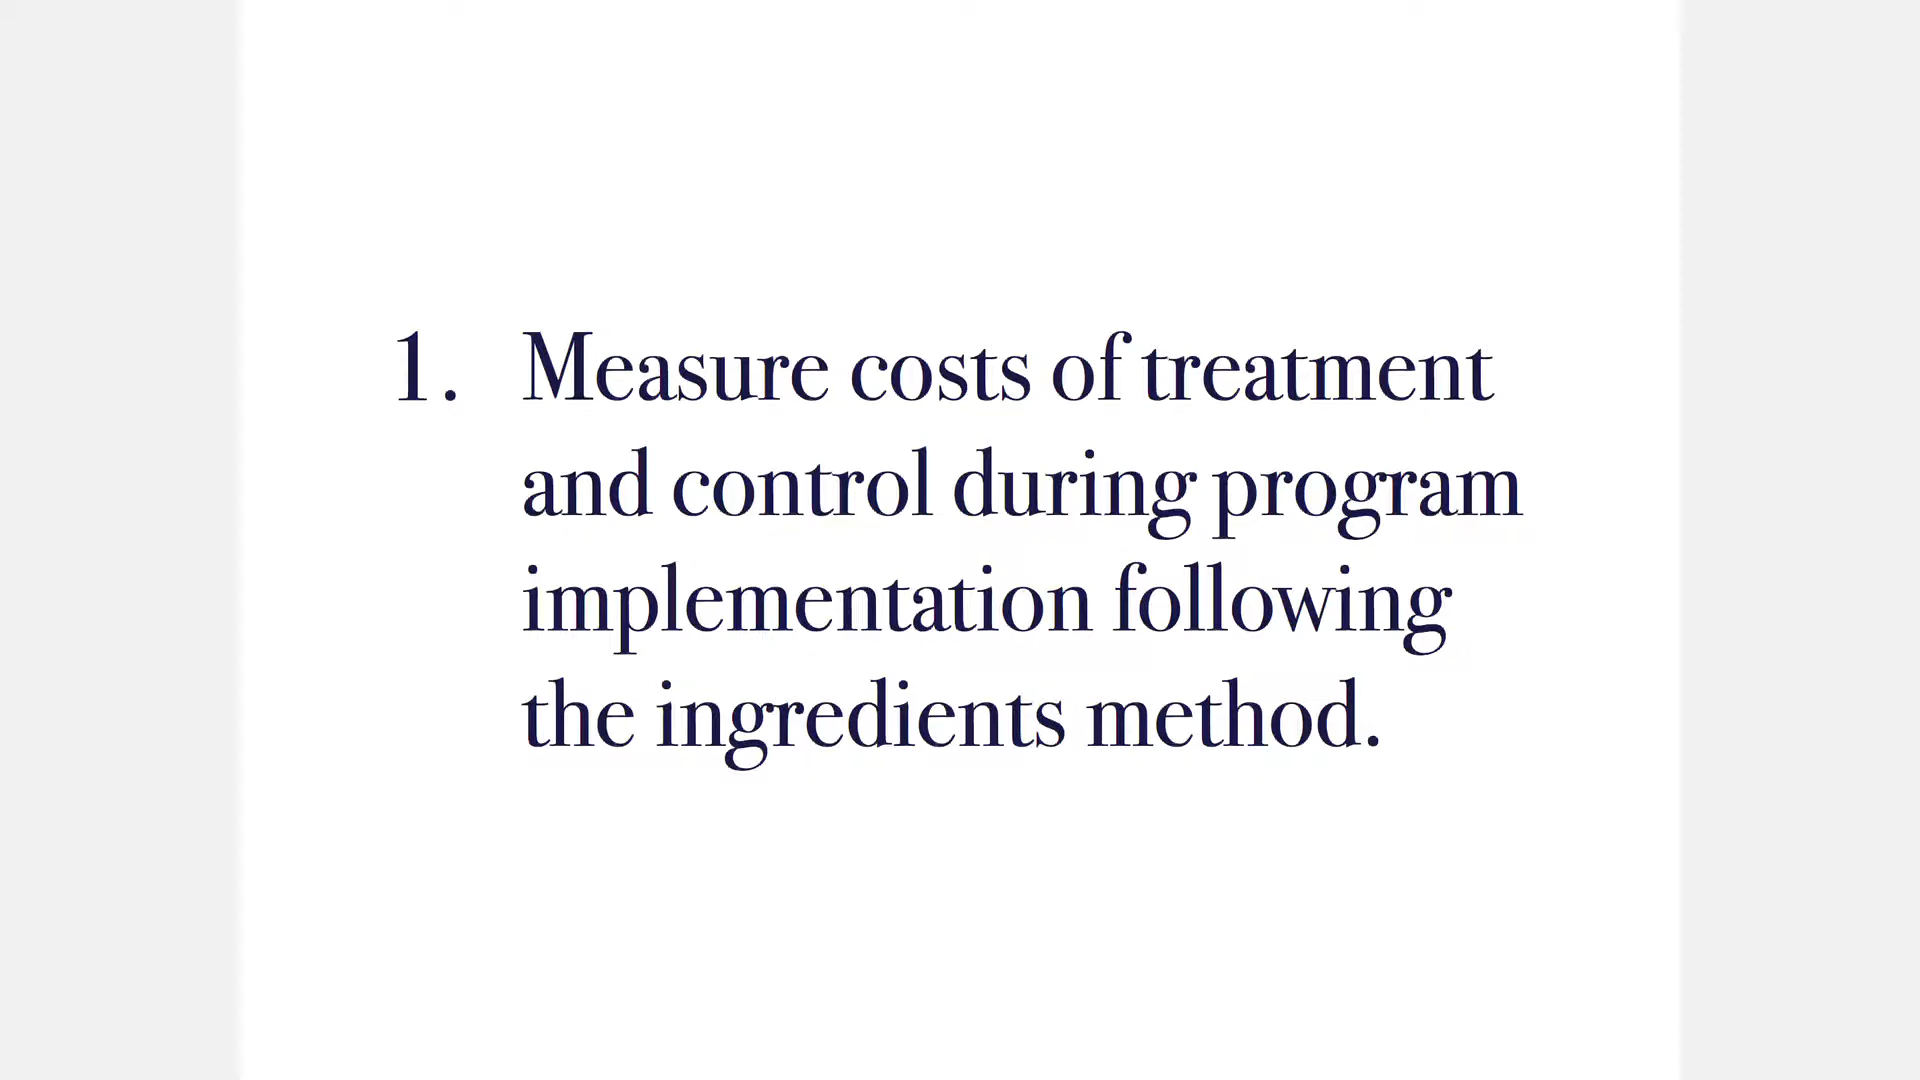 1. Measure costs of treatment
and control during program
implementation following
the ingredients method.